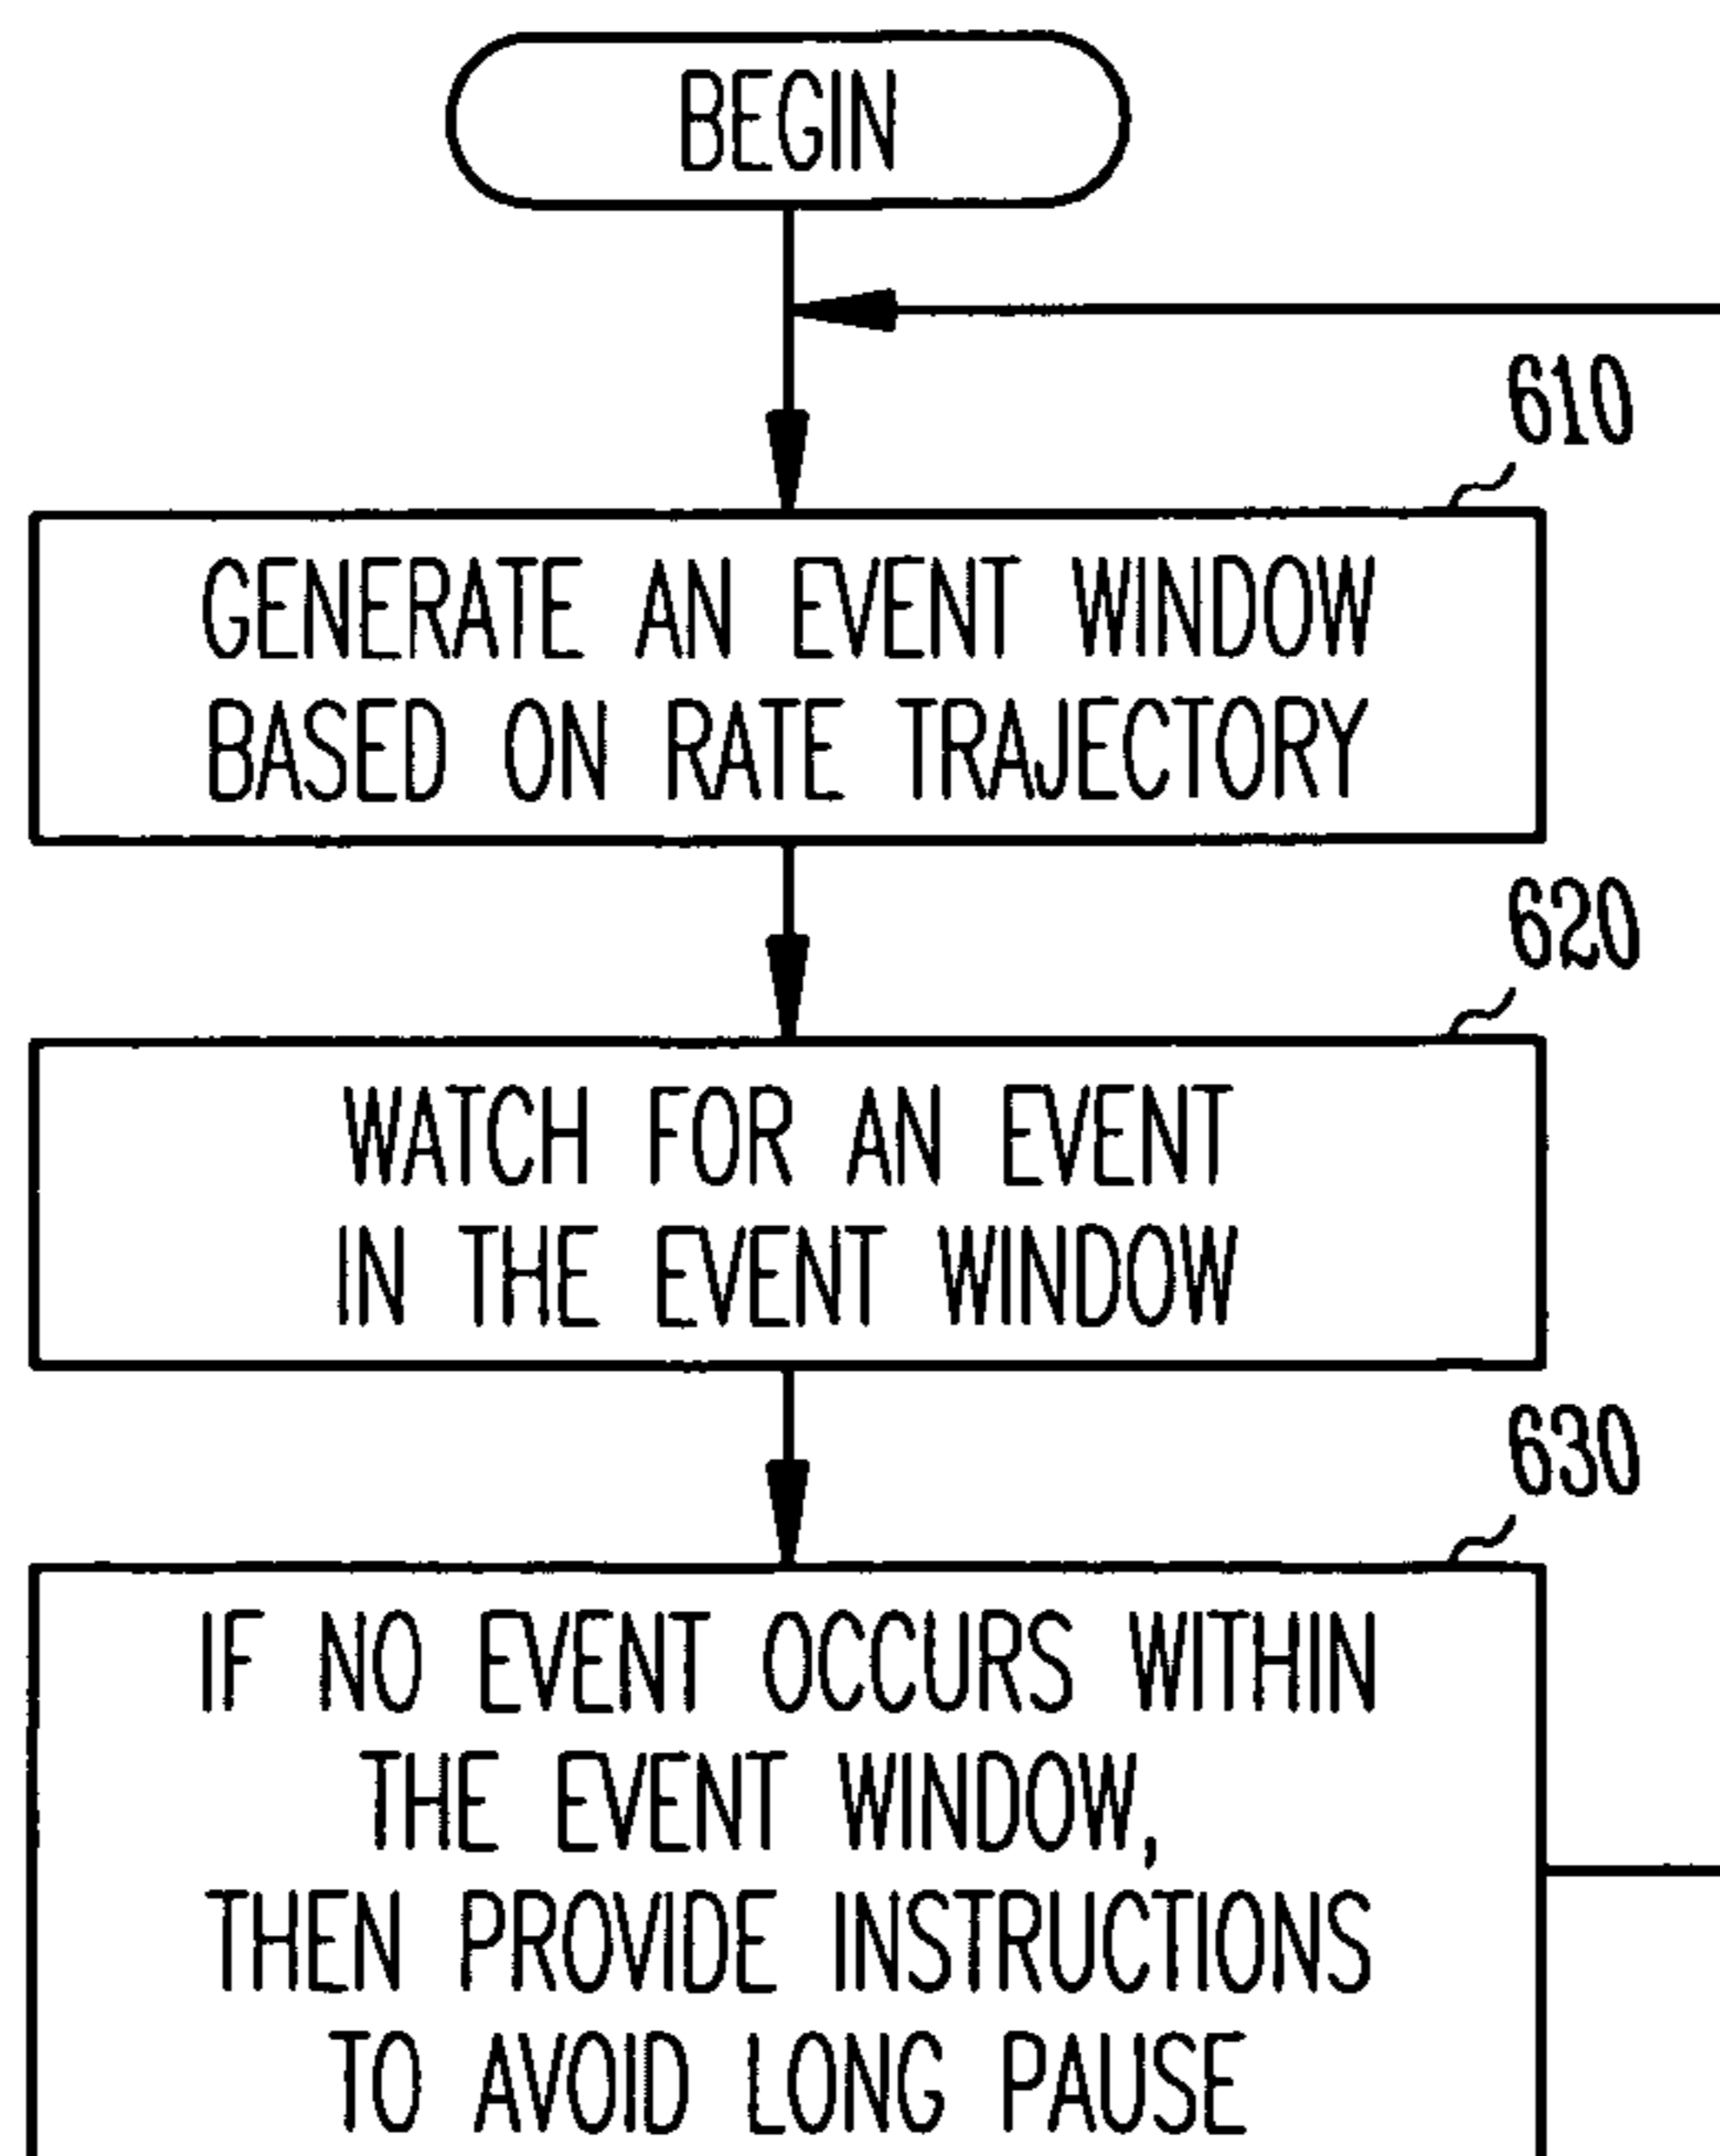 BEGIN
610
GENERATE AN EVENT WINDOW
BASED ON RATE TRAJECTORY
620
WATCH FOR AN EVENT
IN THE EVENT WINDOW
630
IF NO EVENT OCCURS WITHIN
THE EVENT WINDOW,
THEN PROVIDE INSTRUCTIONS
TO AVOID LONG PAUSE